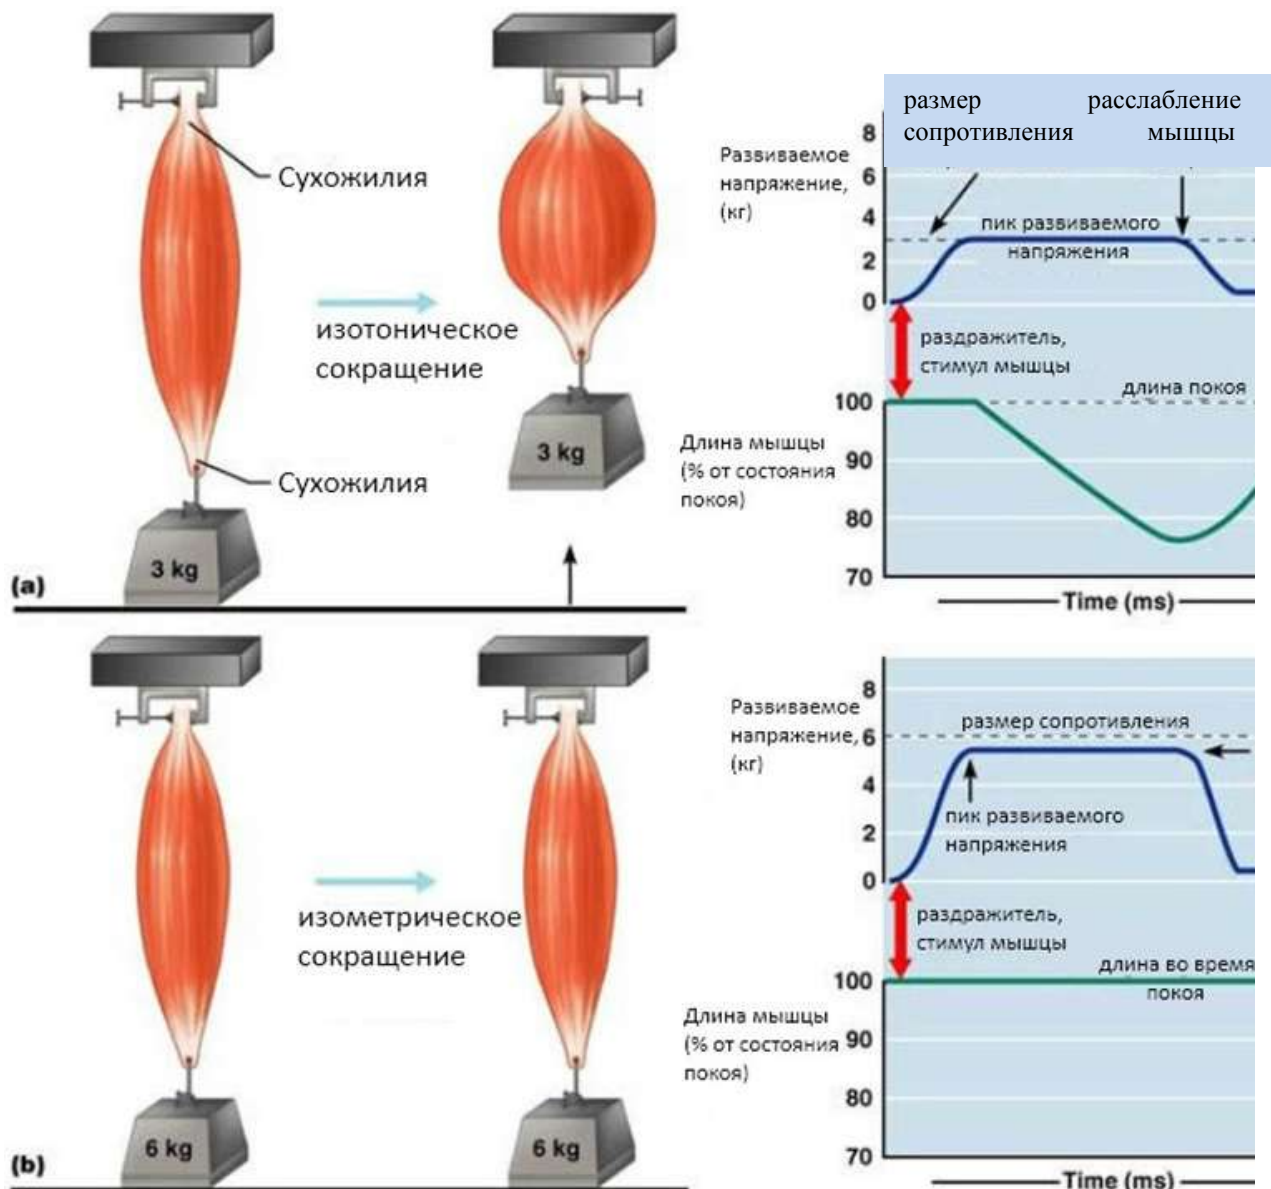 размер расслабление
сопротивления мышцы
Развиваемое
напряжение,
(кг)
8
6
4
2
0
пик развиваемого
напряжения
Сухожилия
изотоническое
сокращение
раздражитель,
стимул мышцы
длина покоя
3 kg
Сухожилия
3 kg
Длина мышцы
(% от состояния
покоя)
100
90
80
70
Time (ms)
(a)
Развиваемое
напряжение,
(кг)
8
6
4
2
0
размер сопротивления
пик развиваемого
напряжения
изометрическое
сокращение
раздражитель,
стимул мышцы
длина во время
покоя
Длина мышцы
(% от состояния
покоя)
100
90
80
70
6 kg
6 kg
(b)
Time (ms)